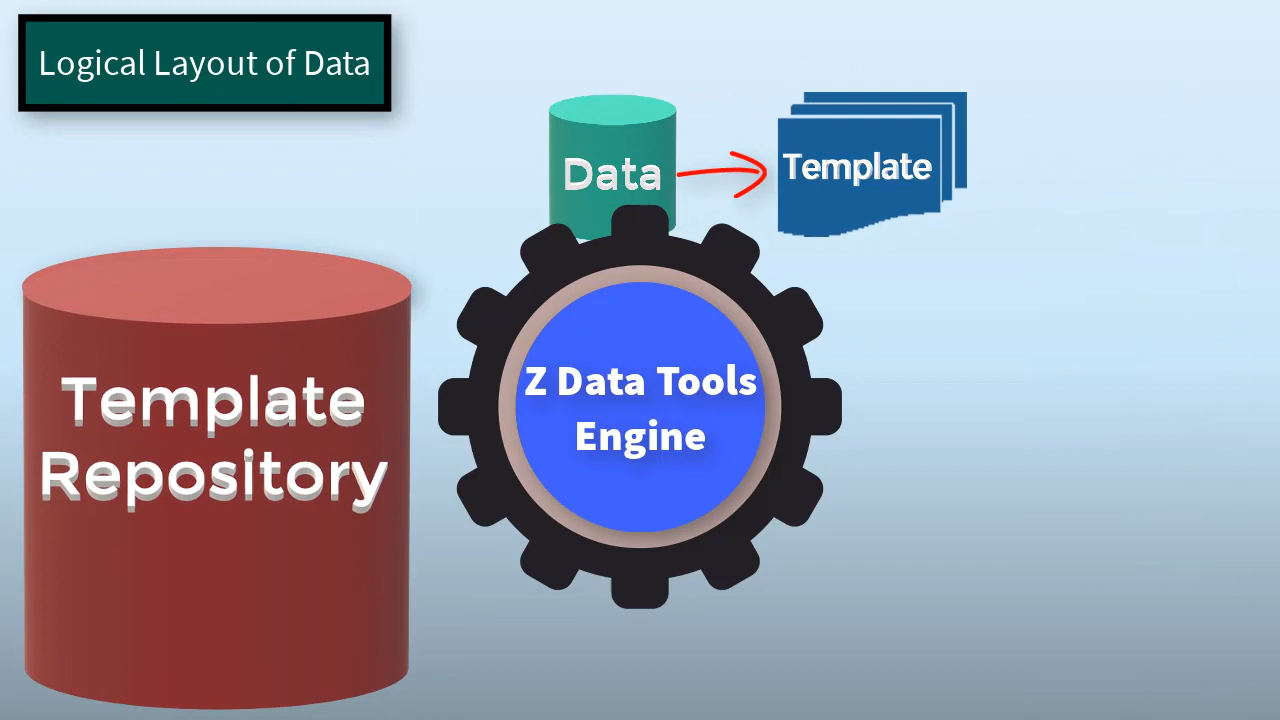 Logical Layout of Data
Data
Template
Template
Repository
Z Data Tools
Engine